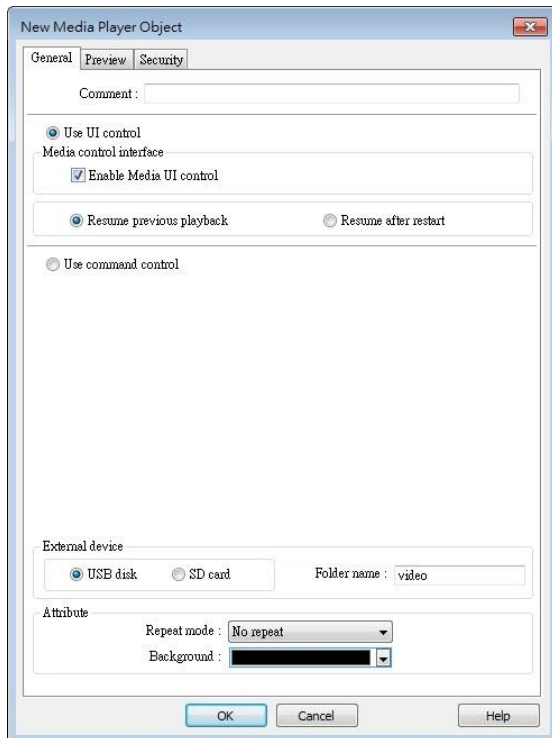 New Media Player Object
General Preview Security
Comment :
Use UI control
Media control interface
Enable Media UI control
Resume previous playback Resume after restart
Use command control
External device
USB disk SD card Folder name : video
Attribute
Repeat mode : No repeat
Background :
OK Cancel Help